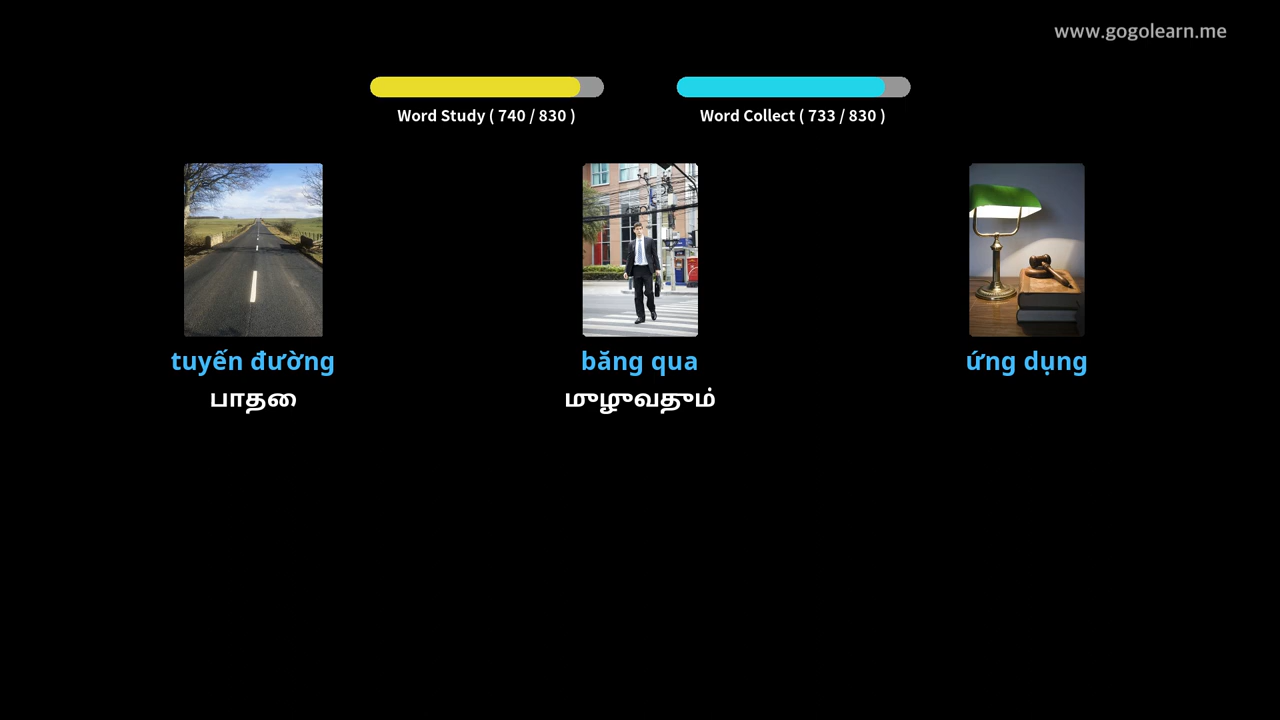 www.gogolearn.me
Word Study ( 740 / 830 )
Word Collect ( 733 / 830 )
tuyến đường
பாதை
băng qua
முழுவதும்
ứng dụng